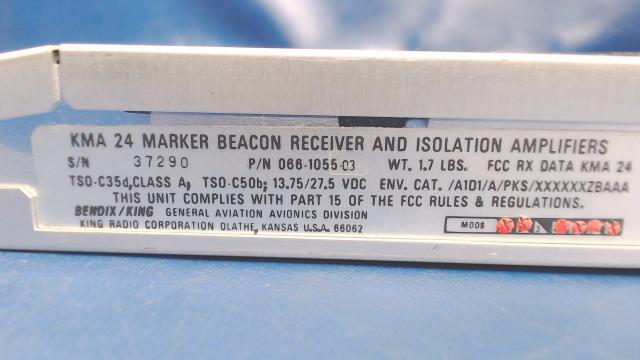 KMA 24 MARKER BEACON RECEIVER AND ISOLATION AMPLIFIERS
S/N 37290 P/N 066-1055-03 WT. 1.7 LBS. FCC RX DATA KMA 24
TSO-C35d, CLASS A, TSO-C50b; 13.75/27.5 VDC ENV. CAT. /A1D1/A/PKS/XXXXXXZBAAA
THIS UNIT COMPLIES WITH PART 15 OF THE FCC RULES & REGULATIONS.
BENDIX/KING GENERAL AVIATION AVIONICS DIVISION
KING RADIO CORPORATION OLATHE, KANSAS U.S.A. 66062
MODS 3